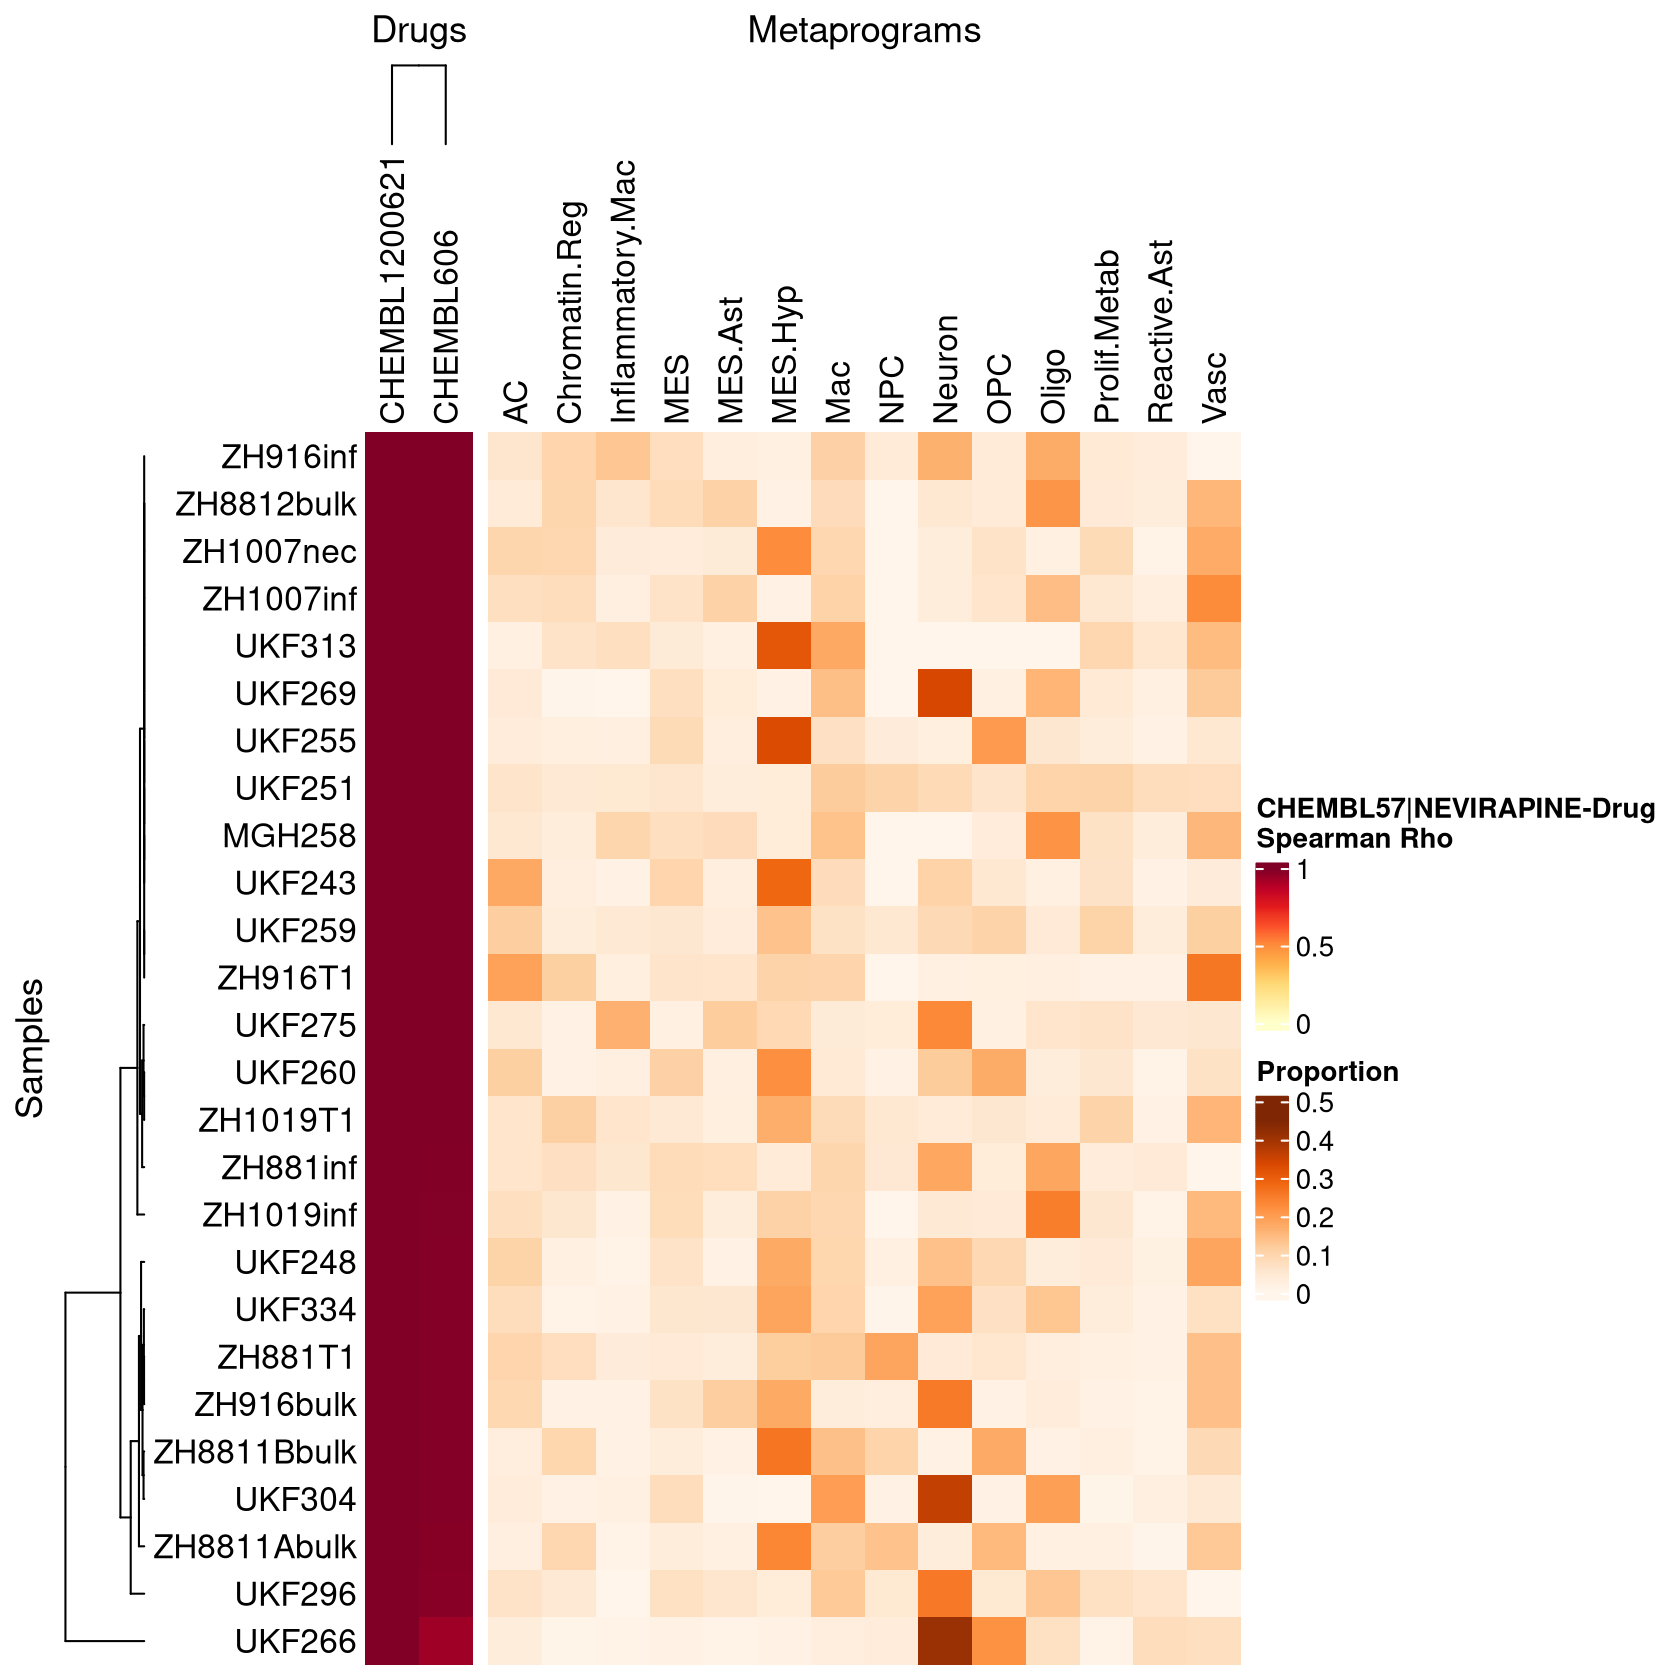 Drugs
Metaprograms
CHEMBL1200621
CHEMBL606
AC
Chromatin.Reg
Inflammatory.Mac
MES
MES.Ast
MES.Hyp
Mac
NPC
Neuron
OPC
Oligo
Prolif.Metab
Reactive.Ast
Vasc
Samples
ZH916inf
ZH8812bulk
ZH1007nec
ZH1007inf
UKF313
UKF269
UKF255
UKF251
MGH258
UKF243
UKF259
ZH916T1
UKF275
UKF260
ZH1019T1
ZH881inf
ZH1019inf
UKF248
UKF334
ZH881T1
ZH916bulk
ZH8811Bbulk
UKF304
ZH8811Abulk
UKF296
UKF266
CHEMBL57|NEVIRAPINE-Drug
Spearman Rho
1
0.5
0
Proportion
0.5
0.4
0.3
0.2
0.1
0